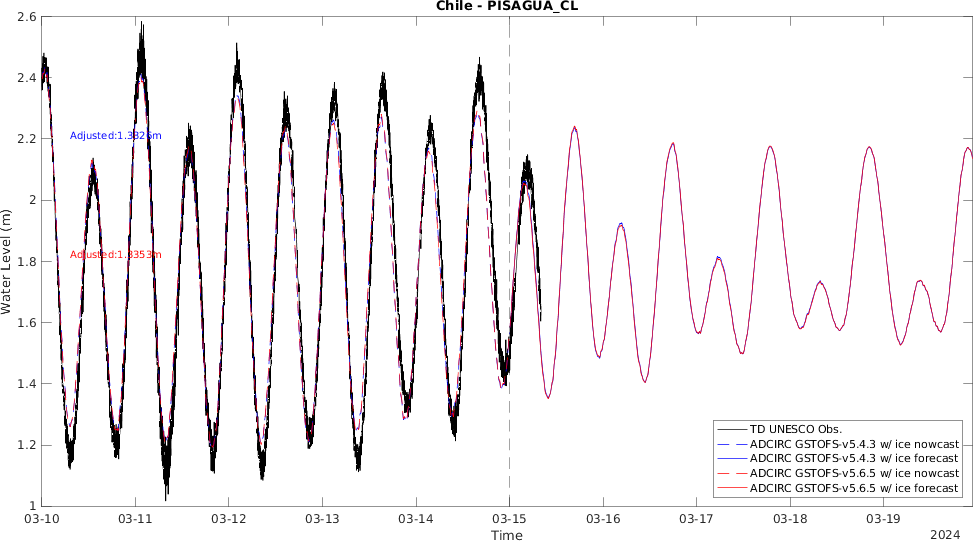 Chile - PISAGUA_CL
Water Level (m)
2.6
2.4
2.2
2
1.8
1.6
1.4
1.2
1
Adjusted:1.3326m
Adjusted:1.3353m
TD UNESCO Obs.
ADCIRC GSTOFS-v5.4.3 w/ ice nowcast
ADCIRC GSTOFS-v5.4.3 w/ ice forecast
ADCIRC GSTOFS-v5.6.5 w/ ice nowcast
ADCIRC GSTOFS-v5.6.5 w/ ice forecast
03-10 03-11 03-12 03-13 03-14 03-15 03-16 03-17 03-18 03-19
Time
2024